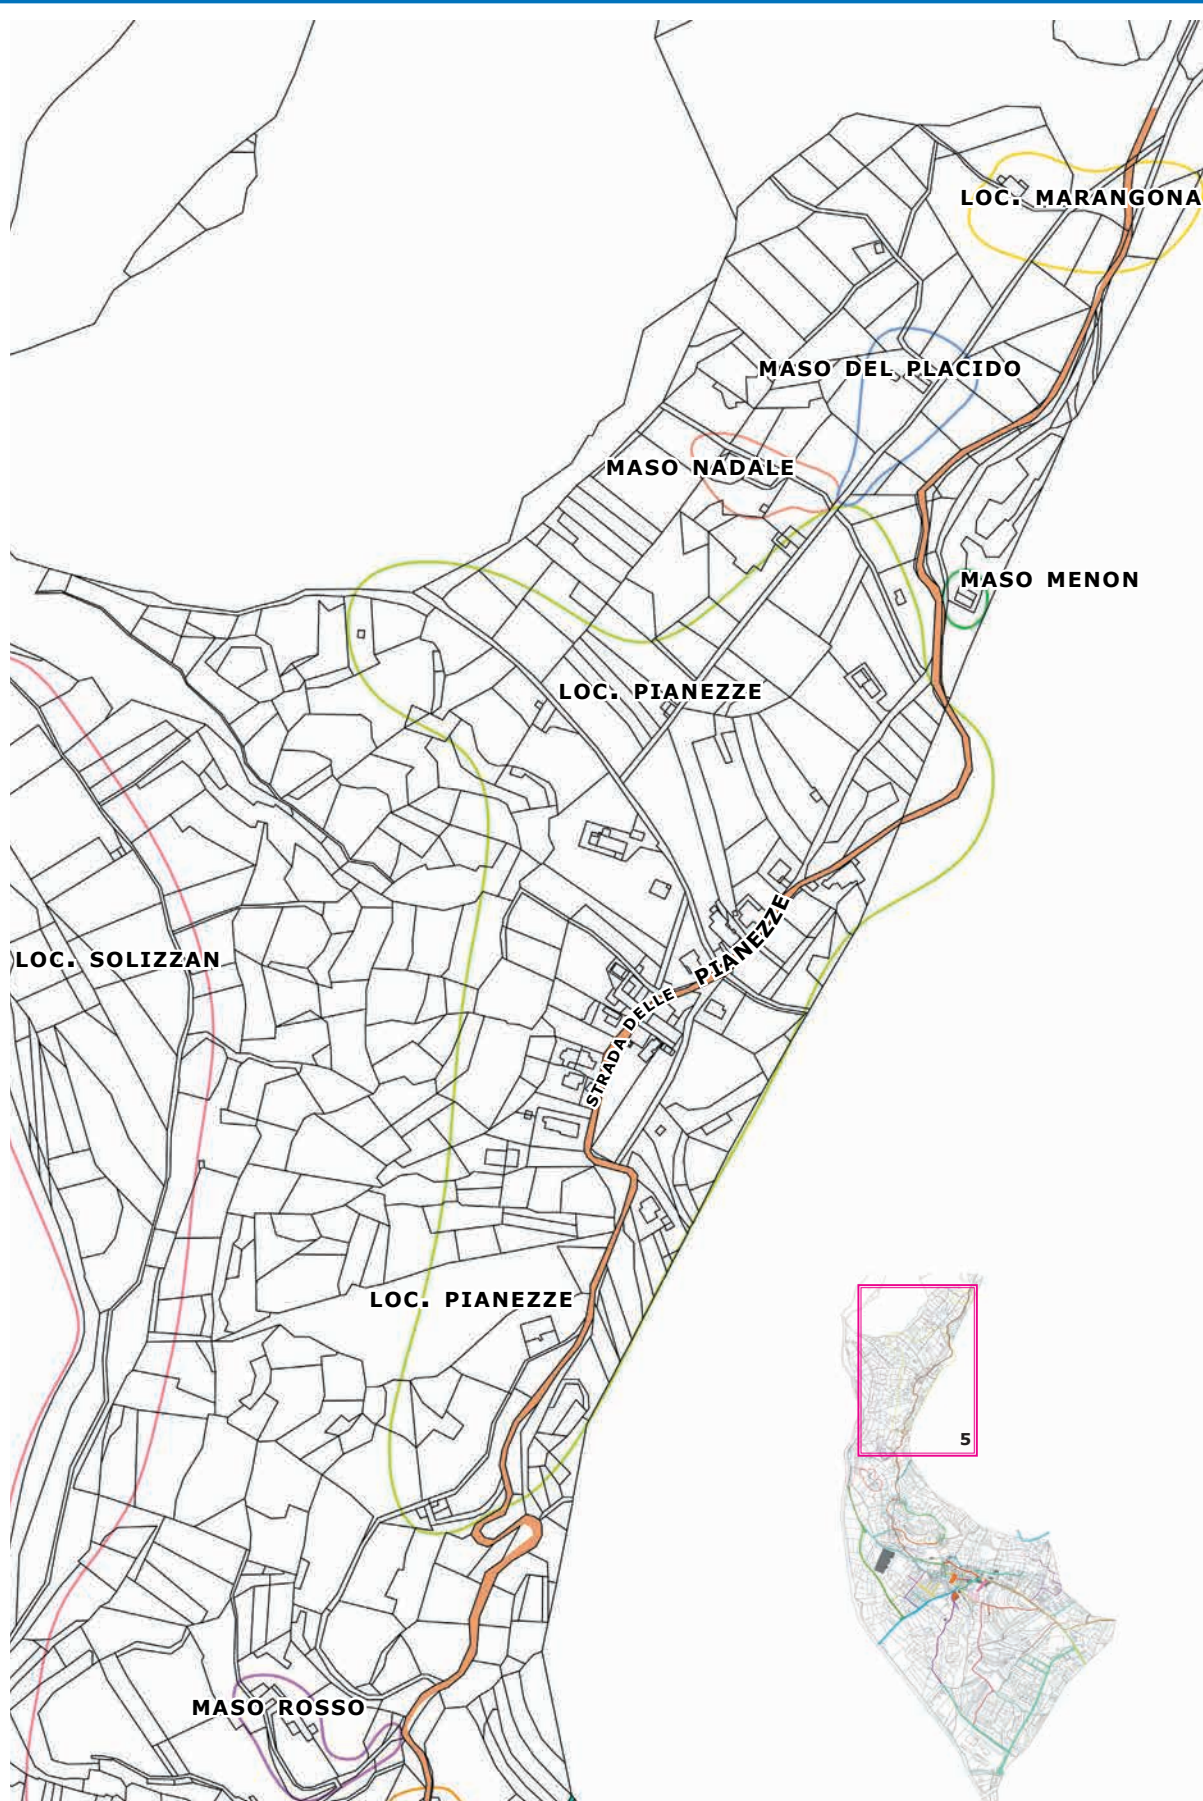 LOC. MARANGONA
MASO DEL PLACIDO
MASO NADALE
MASO MENON
LOC. PIANEZZE
STRADA DELLE PIANEZZE
LOC. SOLIZZAN
LOC. PIANEZZE
5
MASO ROSSO